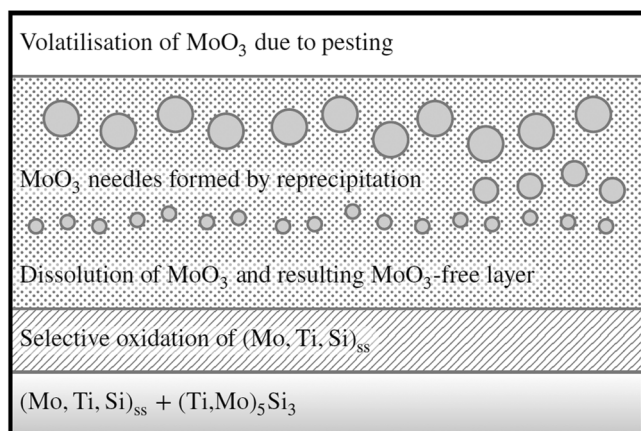 Volatilisation of MoO₃ due to pesting
MoO₃ needles formed by reprecipitation
Dissolution of MoO₃ and resulting MoO₃-free layer
Selective oxidation of (Mo, Ti, Si)ₛₛ
(Mo, Ti, Si)ₛₛ + (Ti,Mo)₅Si₃